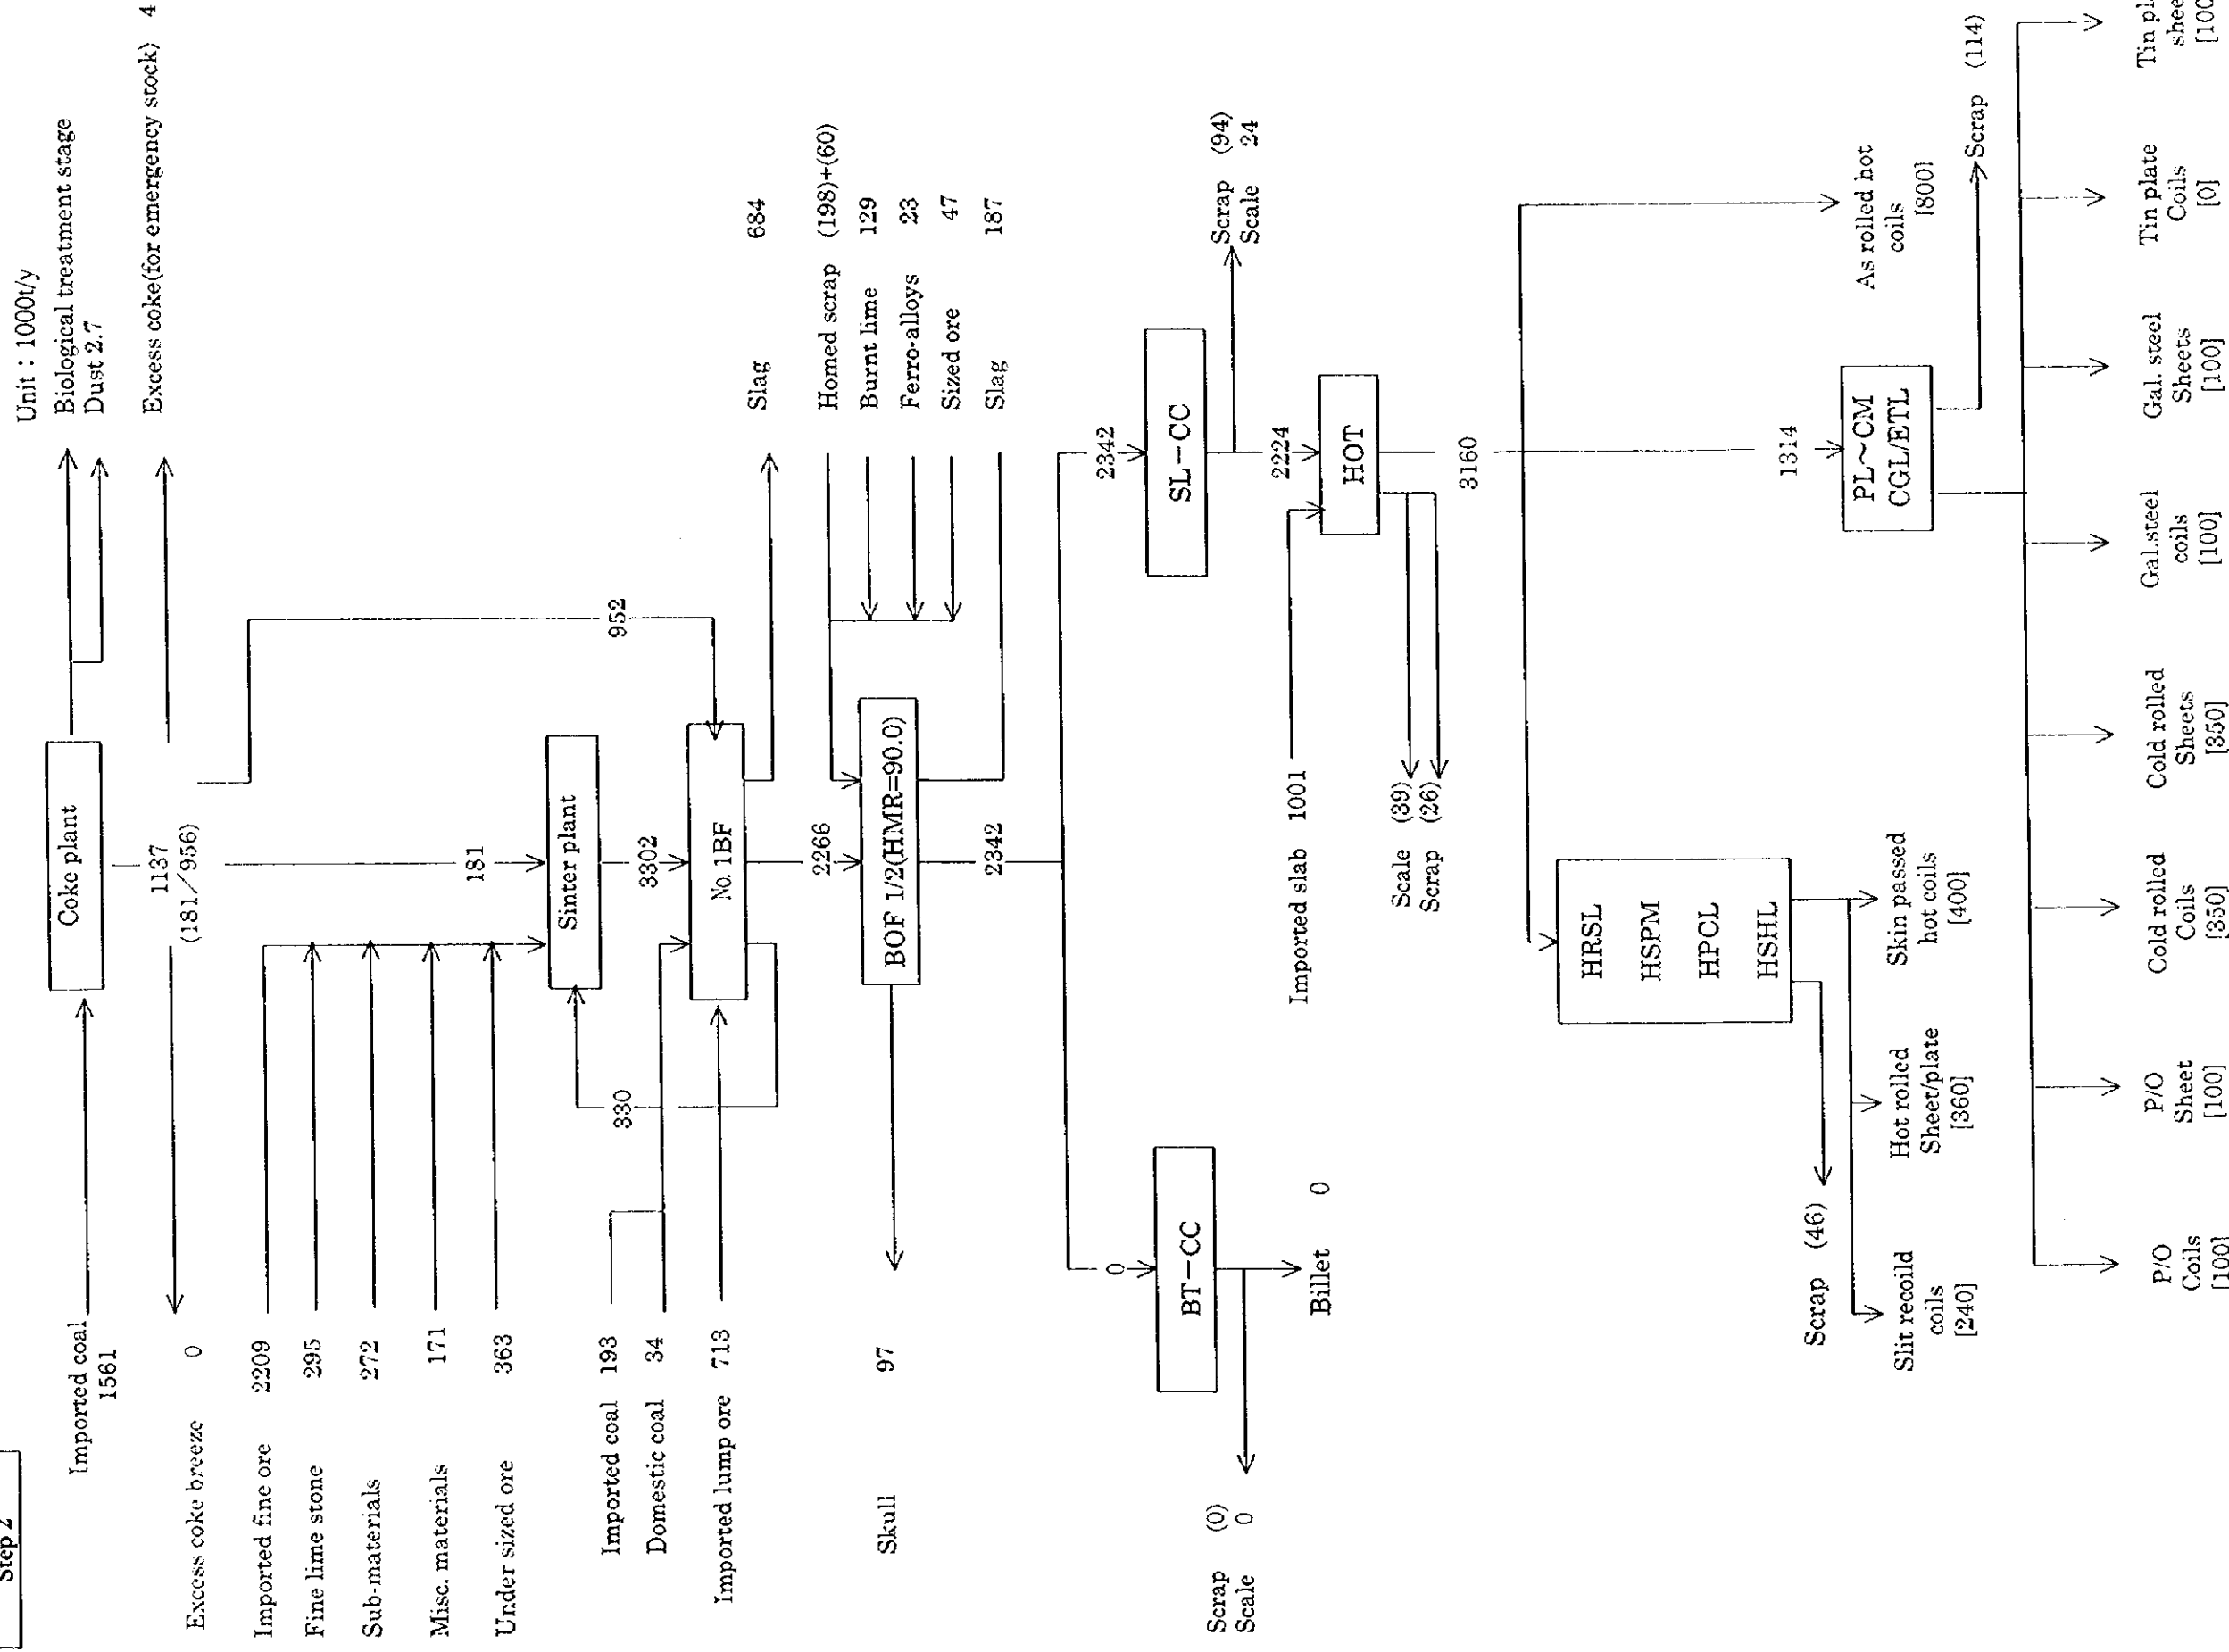 Step 2
Unit : 1000t/y
Imported coal
1561
Coke plant
Biological treatment stage
Dust 2.7
Excess coke(for emergency stock) 4
Excess coke breeze 0
1137
(181/956)
952
181
Imported fine ore 2209
Fine lime stone 295
Sub-materials 272
Misc. materials 171
Under sized ore 363
Sinter plant
3302
330
Imported coal 193
Domestic coal 34
Imported lump ore 713
No. 1BF
Slag 684
2266
Homed scrap (198)+(60)
Burnt lime 129
Ferro-alloys 23
Sized ore 47
Slag 187
BOF 1/2(HMR=90.0)
Skull 97
2342
0
2342
BT-CC
SL-CC
Scrap (0)
Scale 0
Billet 0
Scrap (94)
Scale 24
2224
Imported slab 1001
HOT
Scale (39)
Scrap (26)
3160
HRSL
HSPM
HPCL
HSHL
1314
As rolled hot
coils
[800]
PL~CM
CGL/ETL
Scrap (46)
Scrap (114)
Slit recoild
coils
[240]
Hot rolled
Sheet/plate
[360]
Skin passed
hot coils
[400]
P/O
Coils
[100]
P/O
Sheet
[100]
Cold rolled
Coils
[350]
Cold rolled
Sheets
[350]
Gal.steel
coils
[100]
Gal. steel
Sheets
[100]
Tin plate
Coils
[0]
Tin
[100